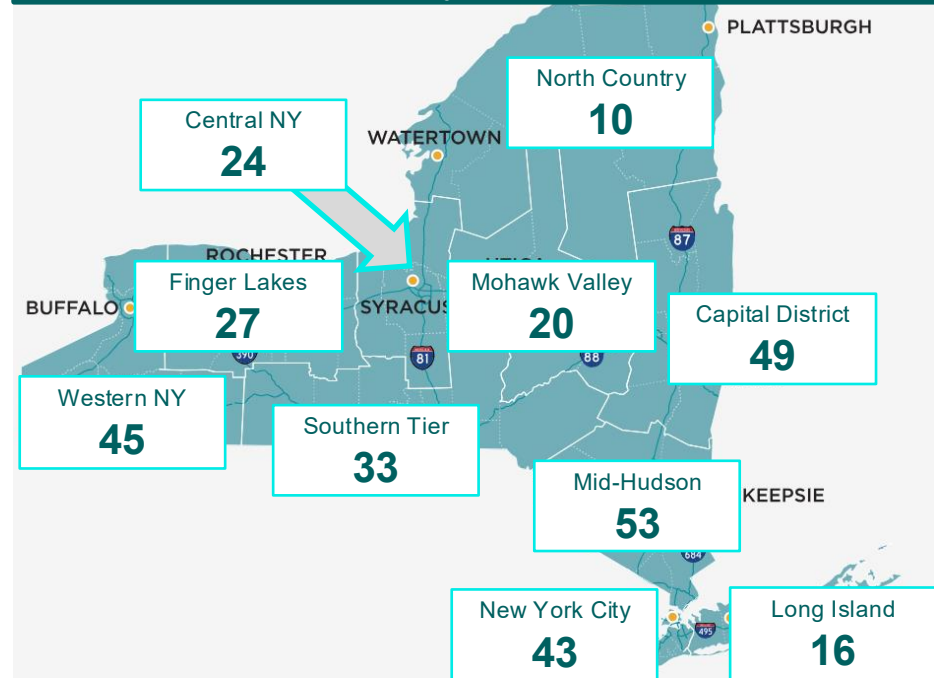 PLATTSBURGH
North Country
10
Central NY
24
WATERTOWN
87
ROCHESTER
Finger Lakes
27
BUFFALO
SYRACUS
Mohawk Valley
20
Capital District
49
390
81
88
Western NY
45
Southern Tier
33
Mid-Hudson
53
KEEPSIE
684
New York City
43
495
Long Island
16